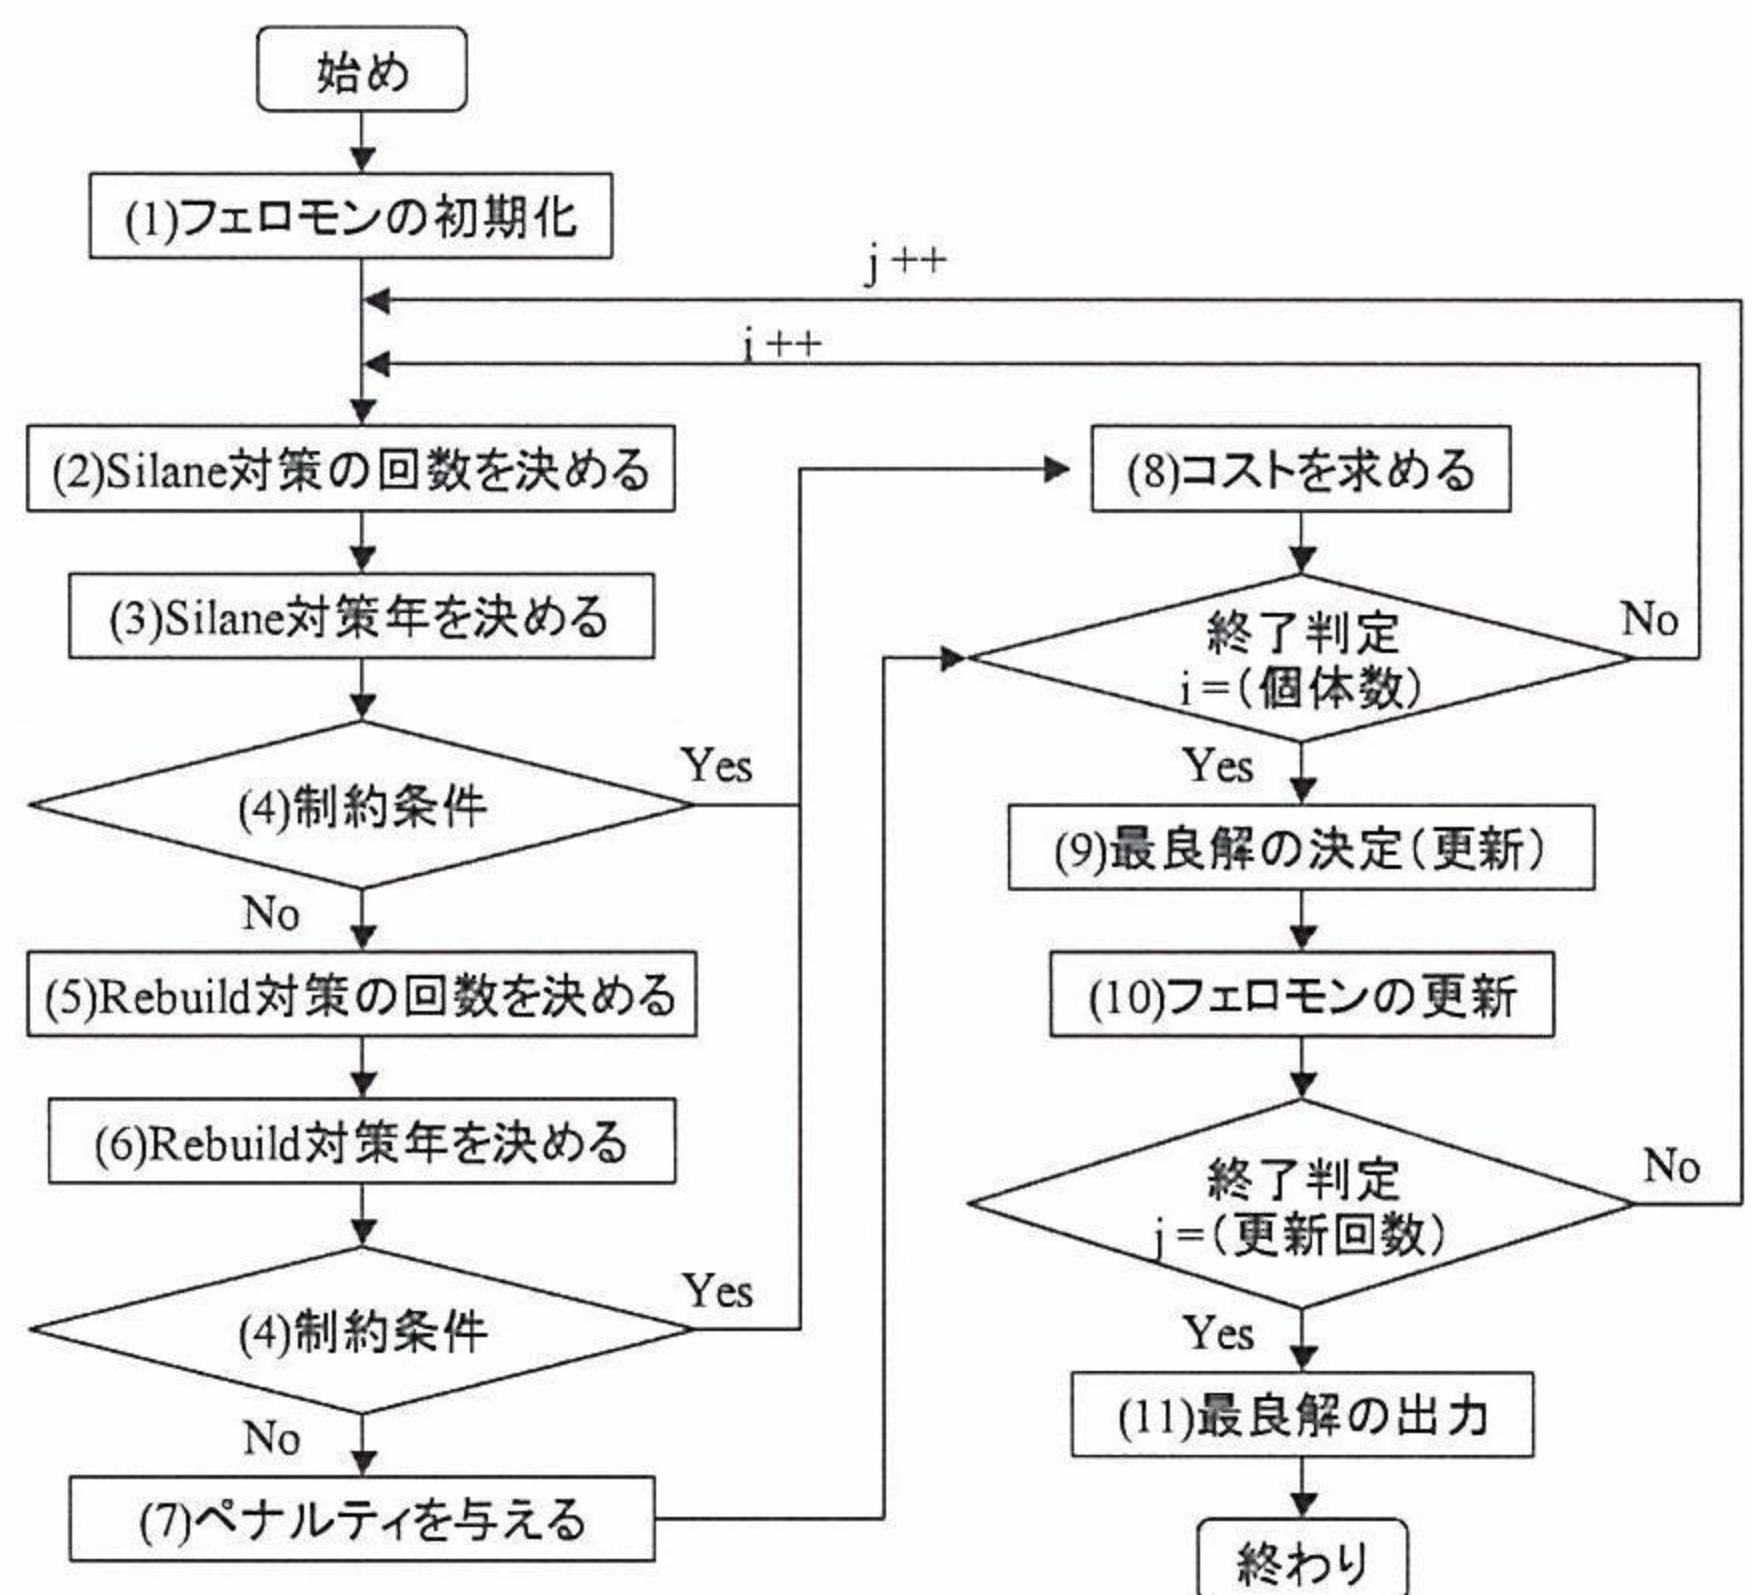 始め
(1)フェロモンの初期化
j ++
i ++
(2)Silane対策の回数を決める
(3)Silane対策年を決める
(4)制約条件
Yes
No
(5)Rebuild対策の回数を決める
(6)Rebuild対策年を決める
(4)制約条件
Yes
No
(7)ペナルティを与える
(8)コストを求める
終了判定
i =(個体数)
No
Yes
(9)最良解の決定(更新)
(10)フェロモンの更新
終了判定
j =(更新回数)
No
Yes
(11)最良解の出力
終わり